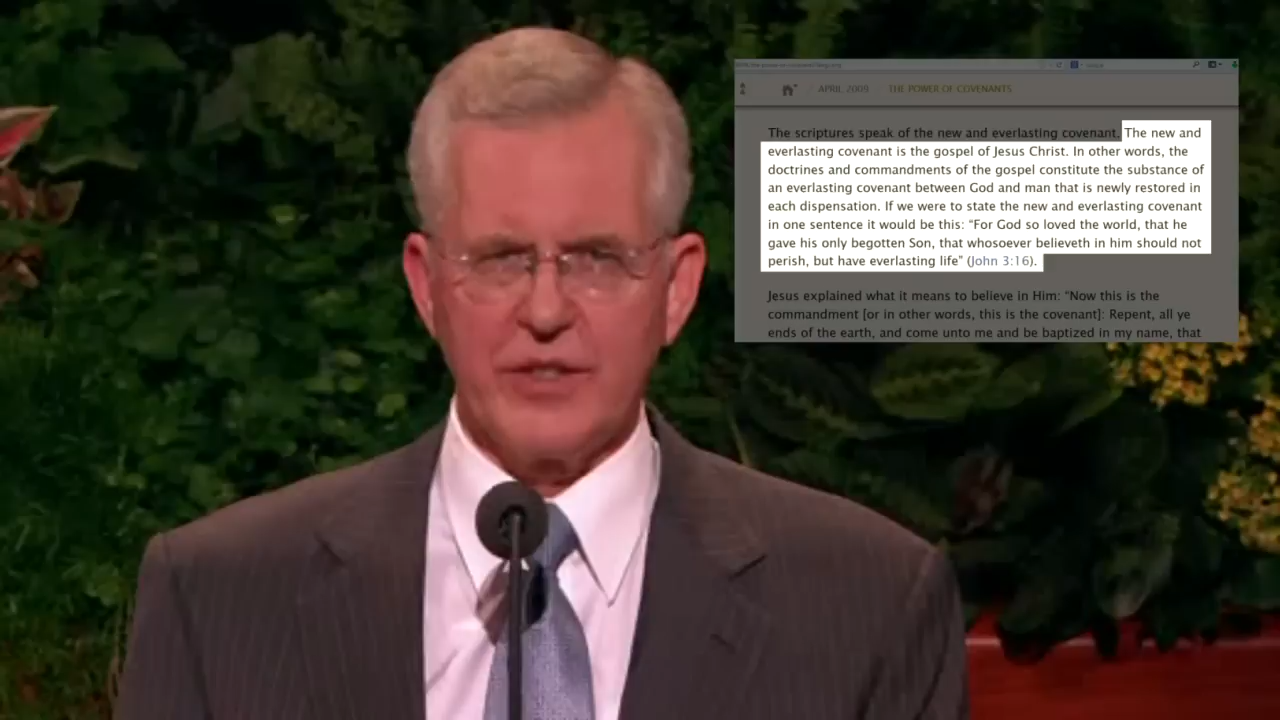 APRIL 2009 / THE POWER OF COVENANTS
The scriptures speak of the new and everlasting covenant. The new and
everlasting covenant is the gospel of Jesus Christ. In other words, the
doctrines and commandments of the gospel constitute the substance of
an everlasting covenant between God and man that is newly restored in
each dispensation. If we were to state the new and everlasting covenant
in one sentence it would be this: “For God so loved the world, that he
gave his only begotten Son, that whosoever believeth in him should not
perish, but have everlasting life” (John 3:16).
Jesus explained what it means to believe in Him: “Now this is the
commandment [or in other words, this is the covenant]: Repent, all ye
ends of the earth, and come unto me and be baptized in my name, that